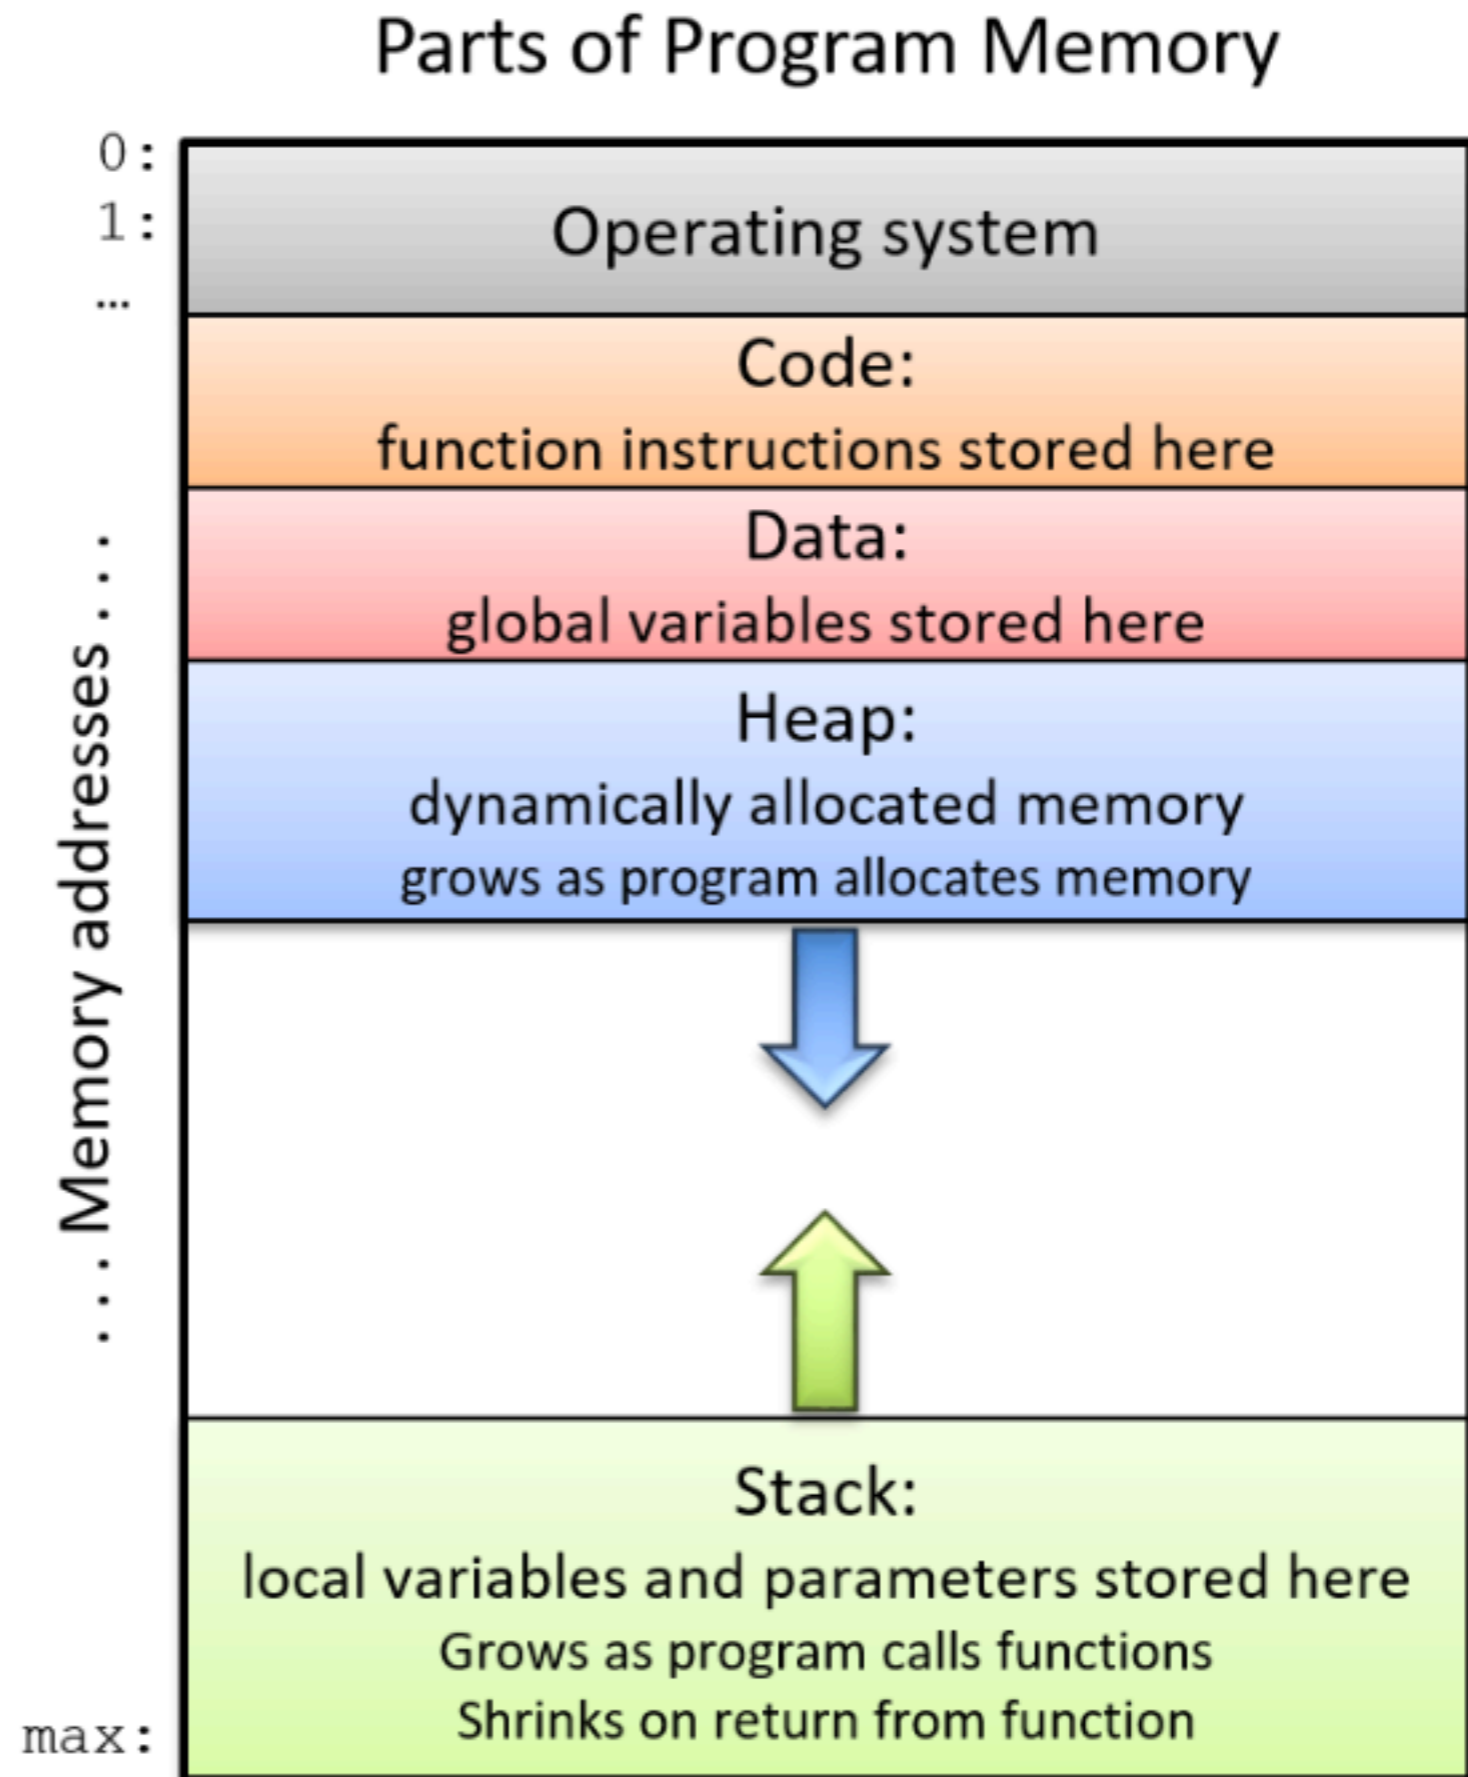 Parts of Program Memory
0:
1:
...
Operating system
Code:
function instructions stored here
Data:
global variables stored here
Heap:
dynamically allocated memory
grows as program allocates memory
. . . Memory addresses . . .
Stack:
local variables and parameters stored here
Grows as program calls functions
Shrinks on return from function
max: